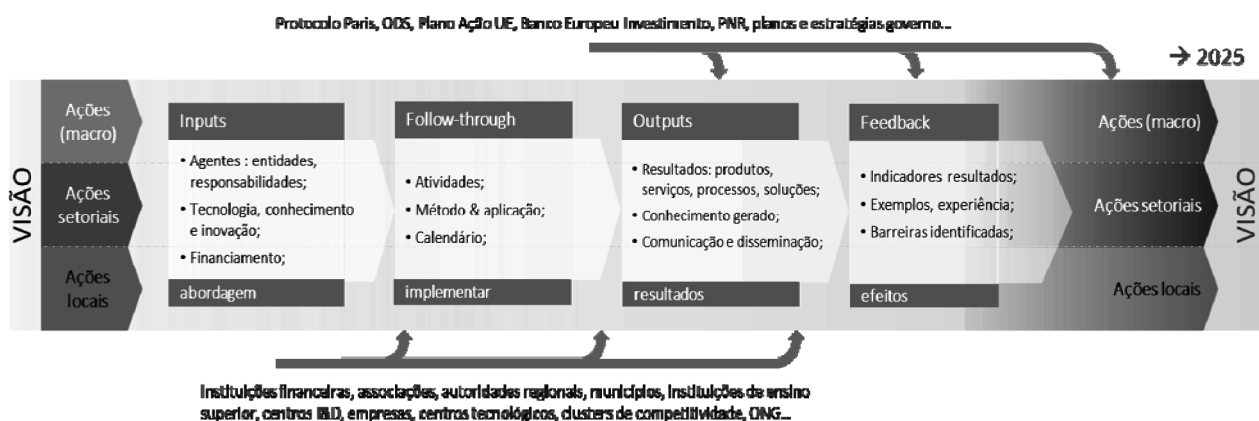 Protocolo Paris, ODS, Plano Ação UE, Banco Europeu Investimento, PNR, planos e estratégias governo...
→ 2025
VISÃO
Ações
(macro)
Ações
setoriais
Ações
locais
Inputs
• Agentes : entidades,
responsabilidades;
• Tecnologia, conhecimento
e inovação;
• Financiamento;
abordagem
Follow-through
• Atividades;
• Método & aplicação;
• Calendário;
implementar
Outputs
• Resultados: produtos,
serviços, processos, soluções;
• Conhecimento gerado;
• Comunicação e disseminação;
resultados
Feedback
• Indicadores resultados;
• Exemplos, experiência;
• Barreiras identificadas;
efeitos
Ações (macro)
Ações setoriais
Ações locais
VISÃO
Instituições financeiras, associações, autoridades regionais, municípios, instituições de ensino
superior, centros I&D, empresas, centros tecnológicos, clusters de competitividade, ONG...